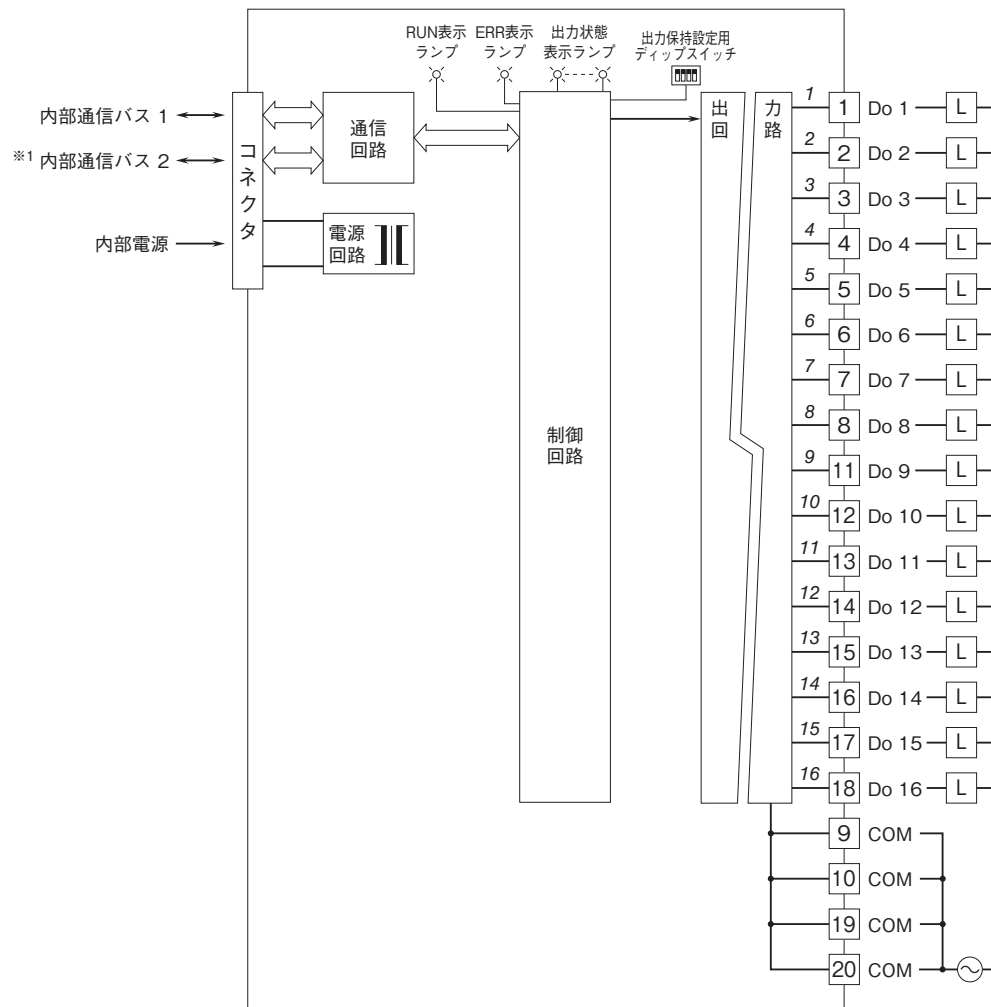 RUN表示
ランプ
ERR表示
ランプ
出力状態
表示ランプ
出力保持設定用
ディップスイッチ
内部通信バス 1
※1 内部通信バス 2
内部電源
コネクタ
通信
回路
電源
回路
制御
回路
出力
回路
1 1 Do 1 L
2 2 Do 2 L
3 3 Do 3 L
4 4 Do 4 L
5 5 Do 5 L
6 6 Do 6 L
7 7 Do 7 L
8 8 Do 8 L
9 11 Do 9 L
10 12 Do 10 L
11 13 Do 11 L
12 14 Do 12 L
13 15 Do 13 L
14 16 Do 14 L
15 17 Do 15 L
16 18 Do 16 L
9 COM
10 COM
19 COM
20 COM